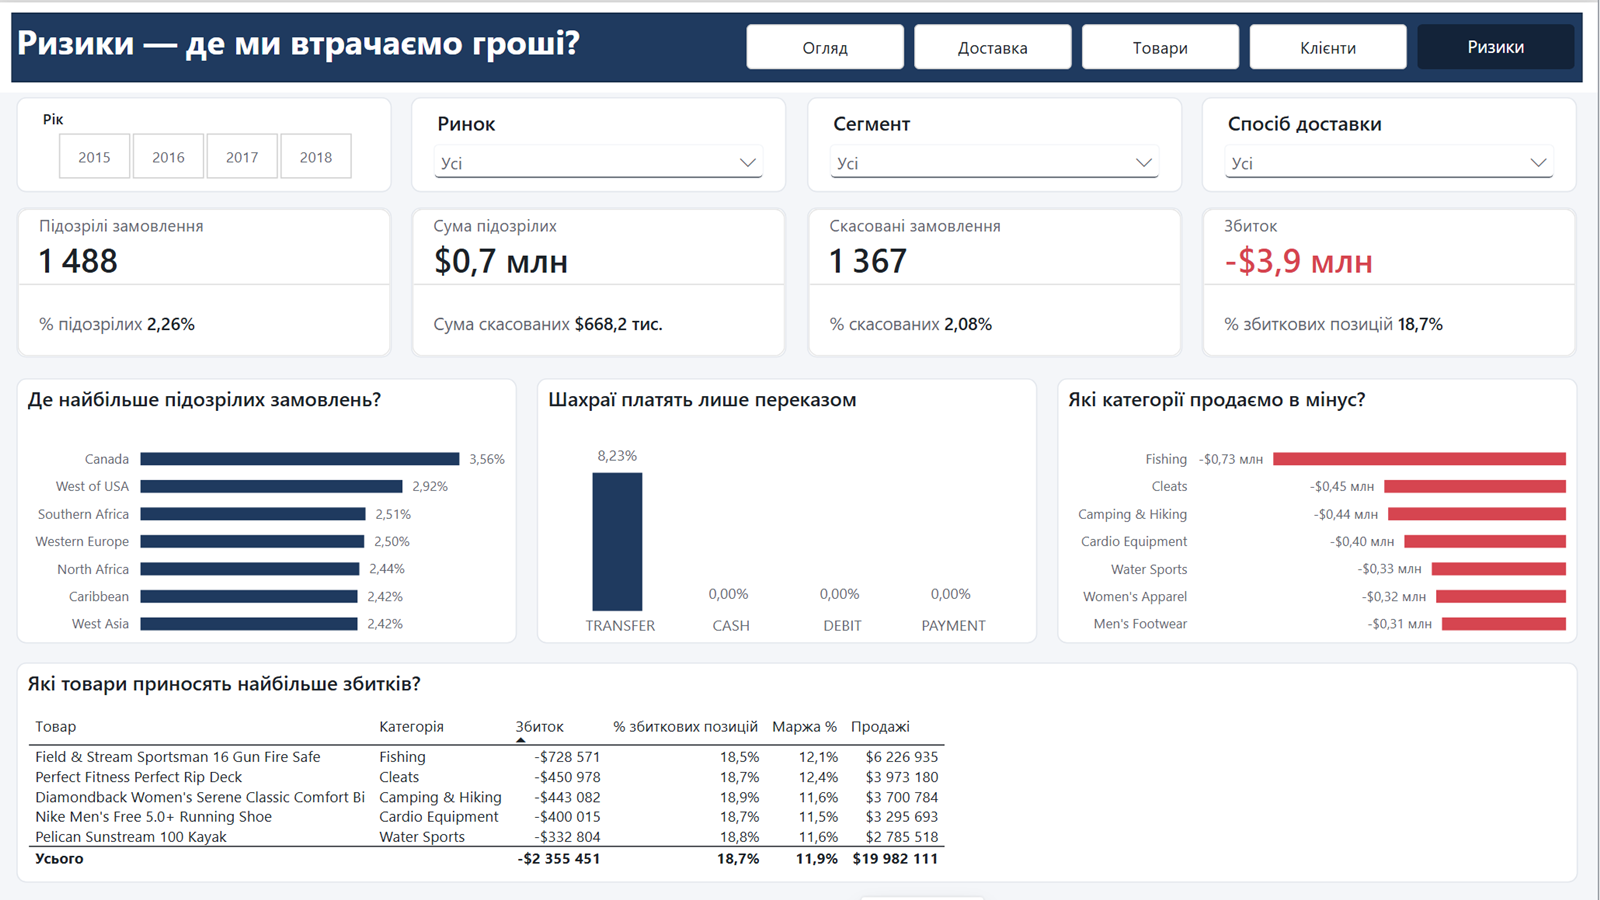 Ризики — де ми втрачаємо гроші?
Огляд
Доставка
Товари
Клієнти
Ризики
Рік
2015
2016
2017
2018
Ринок
Усі
Сегмент
Усі
Спосіб доставки
Усі
Підозрілі замовлення
1 488
% підозрілих 2,26%
Сума підозрілих
$0,7 млн
Сума скасованих $668,2 тис.
Скасовані замовлення
1 367
% скасованих 2,08%
Збиток
-$3,9 млн
% збиткових позицій 18,7%
Де найбільше підозрілих замовлень?
Canada 3,56%
West of USA 2,92%
Southern Africa 2,51%
Western Europe 2,50%
North Africa 2,44%
Caribbean 2,42%
West Asia 2,42%
Шахраї платять лише переказом
8,23% 0,00% 0,00% 0,00%
TRANSFER CASH DEBIT PAYMENT
Які категорії продаємо в мінус?
Fishing -$0,73 млн
Cleats -$0,45 млн
Camping & Hiking -$0,44 млн
Cardio Equipment -$0,40 млн
Water Sports -$0,33 млн
Women's Apparel -$0,32 млн
Men's Footwear -$0,31 млн
Які товари приносять найбільше збитків?
Товар Категорія Збиток % збиткових позицій Маржа % Продажі
Field & Stream Sportsman 16 Gun Fire Safe Fishing -$728 571 18,5% 12,1% $6 226 935
Perfect Fitness Perfect Rip Deck Cleats -$450 978 18,7% 12,4% $3 973 180
Diamondback Women's Serene Classic Comfort Bi Camping & Hiking -$443 082 18,9% 11,6% $3 700 784
Nike Men's Free 5.0+ Running Shoe Cardio Equipment -$400 015 18,7% 11,5% $3 295 693
Pelican Sunstream 100 Kayak Water Sports -$332 804 18,8% 11,6% $2 785 518
Усього -$2 355 451 18,7% 11,9% $19 982 111